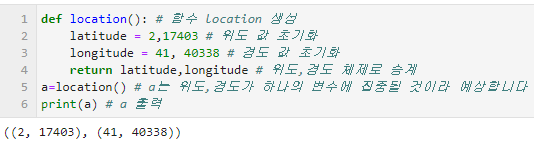 1 def location(): # 함수 location 생성
2 latitude = 2,17403 # 위도 값 초기화
3 longitude = 41, 40338 # 경도 값 초기화
4 return latitude,longitude # 위도,경도 체제로 승계
5 a=location() # a는 위도,경도가 하나의 변수에 집중될 것이라 예상합니다
6 print(a) # a 출력
((2, 17403), (41, 40338))